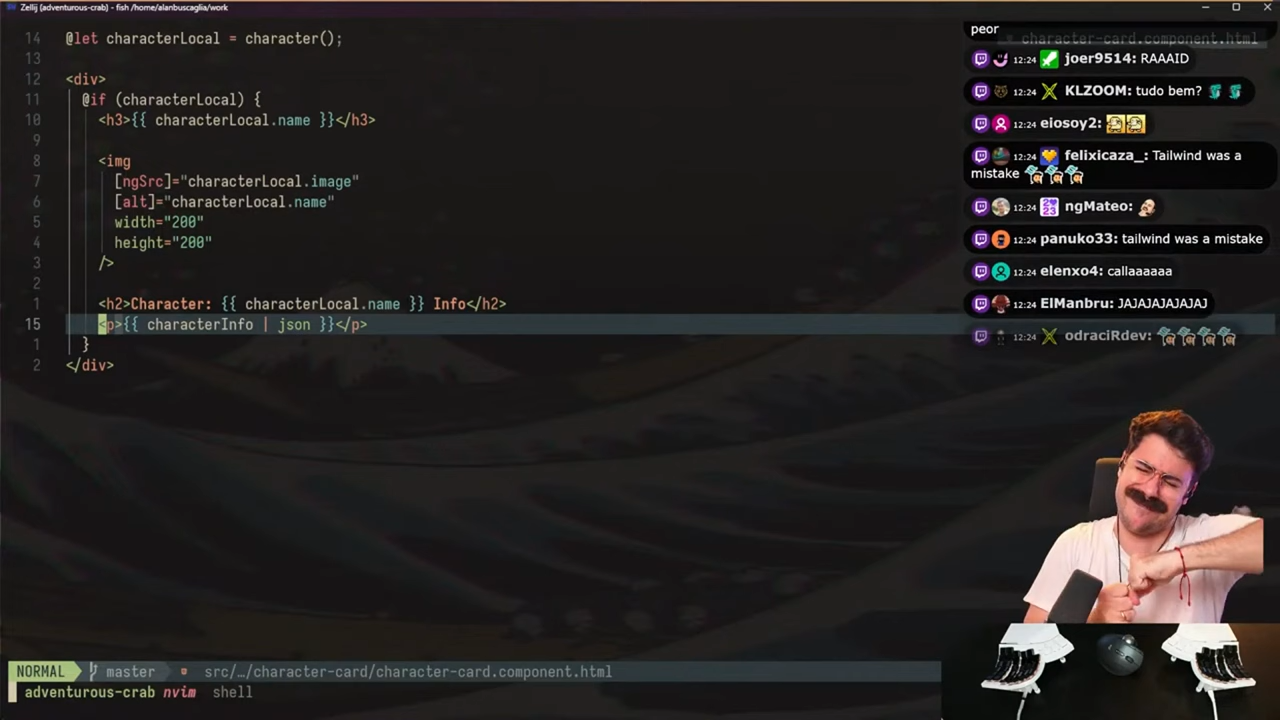 Zellij (adventurous-crab) - fish /home/alanbuscaglia/work
14 @let characterLocal = character();
13
12 <div>
11 @if (characterLocal) {
10 <h3>{{ characterLocal.name }}</h3>
9
8 <img
7 [ngSrc]="characterLocal.image"
6 [alt]="characterLocal.name"
5 width="200"
4 height="200"
3 />
2
1 <h2>Character: {{ characterLocal.name }} Info</h2>
15 <p>{{ characterInfo | json }}</p>
1 }
2 </div>
NORMAL master src/…/character-card/character-card.component.html
adventurous-crab nvim shell
character-card.component.html
peor
12:24 joer9514: RAAAID
12:24 KLZOOM: tudo bem?
12:24 eiosoy2:
12:24 felixicaza_: Tailwind was a
mistake
12:24 ngMateo:
12:24 panuko33: tailwind was a mistake
12:24 elenxo4: callaaaaaa
12:24 ElManbru: JAJAJAJAJAJ
12:24 odraciRdev: